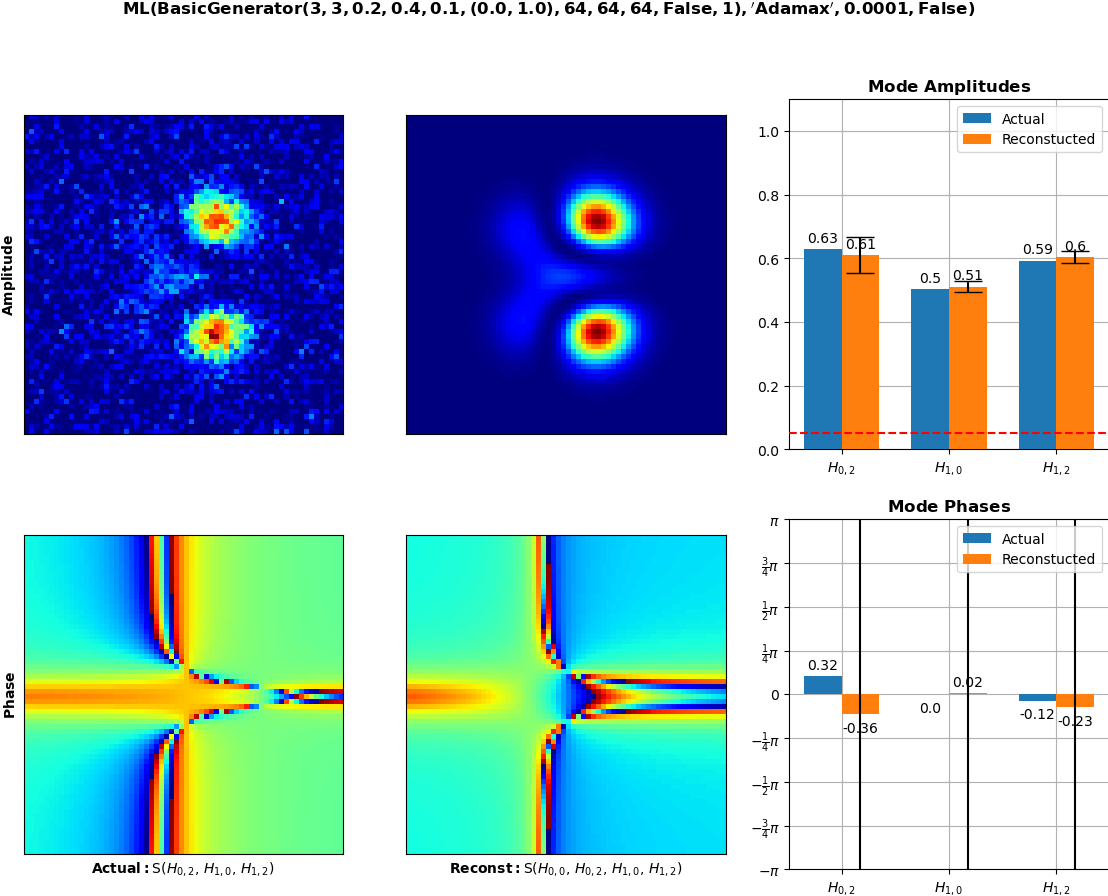 ML(BasicGenerator(3, 3, 0.2, 0.4, 0.1, (0.0, 1.0), 64, 64, 64, False, 1), 'Adamax', 0.0001, False)
Amplitude
Mode Amplitudes
Actual
Reconstucted
1.0
0.8
0.6
0.4
0.2
0.0
0.63
0.61
0.5
0.51
0.59
0.6
H0,2
H1,0
H1,2
Phase
Actual: S(H0,2, H1,0, H1,2)
Reconst: S(H0,0, H0,2, H1,0, H1,2)
Mode Phases
Actual
Reconstucted
π
3/4π
1/2π
1/4π
0
−1/4π
−1/2π
−3/4π
−π
0.32
-0.36
0.0
0.02
-0.12
-0.23
H0,2
H1,0
H1,2